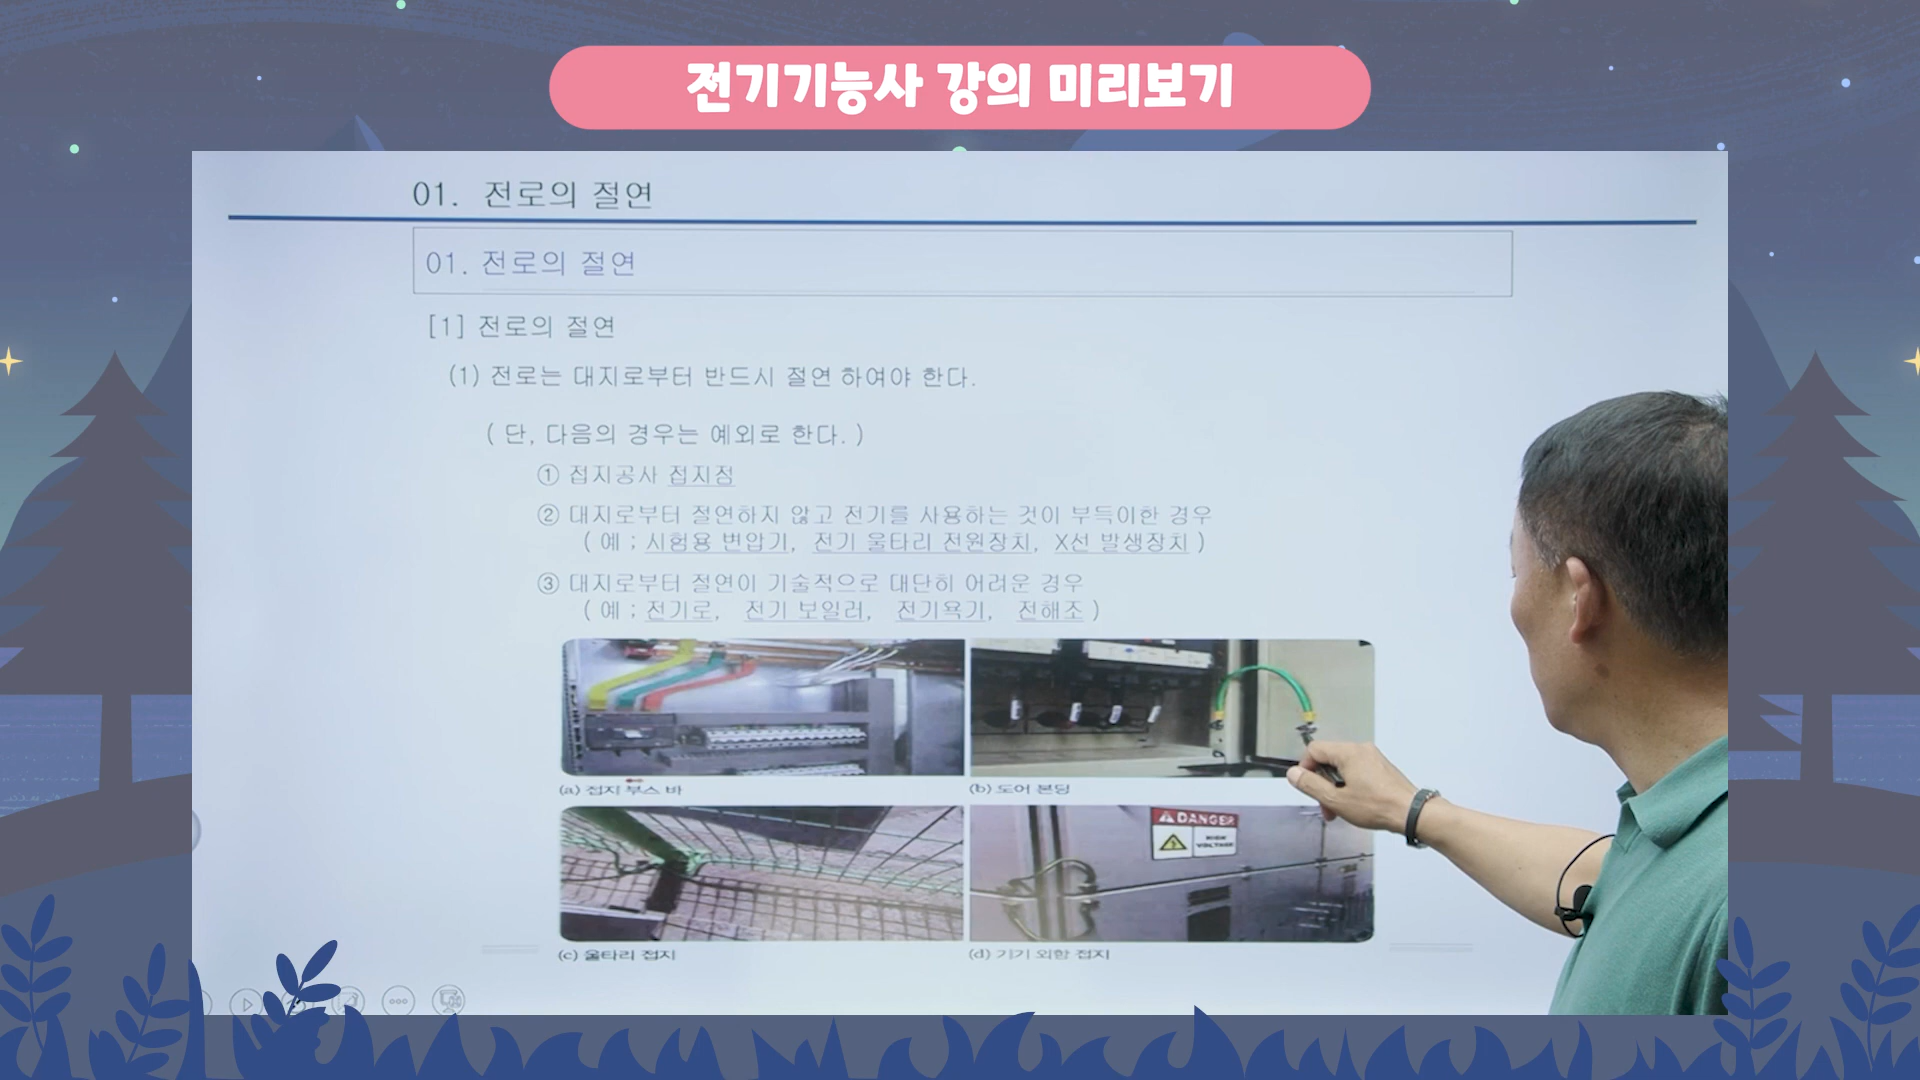 전기기능사 강의 미리보기
01. 전로의 절연
01. 전로의 절연
[1] 전로의 절연
(1) 전로는 대지로부터 반드시 절연 하여야 한다.
( 단, 다음의 경우는 예외로 한다. )
① 접지공사 접지점
② 대지로부터 절연하지 않고 전기를 사용하는 것이 부득이한 경우
( 예 ; 시험용 변압기, 전기 울타리 전원장치, X선 발생장치 )
③ 대지로부터 절연이 기술적으로 대단히 어려운 경우
( 예 ; 전기로, 전기 보일러, 전기욕기, 전해조 )
(a) 접지 부스 바
(b) 도어 본딩
DANGER
HIGH
VOLTAGE
(c) 울타리 접지
(d) 기기 외함 접지